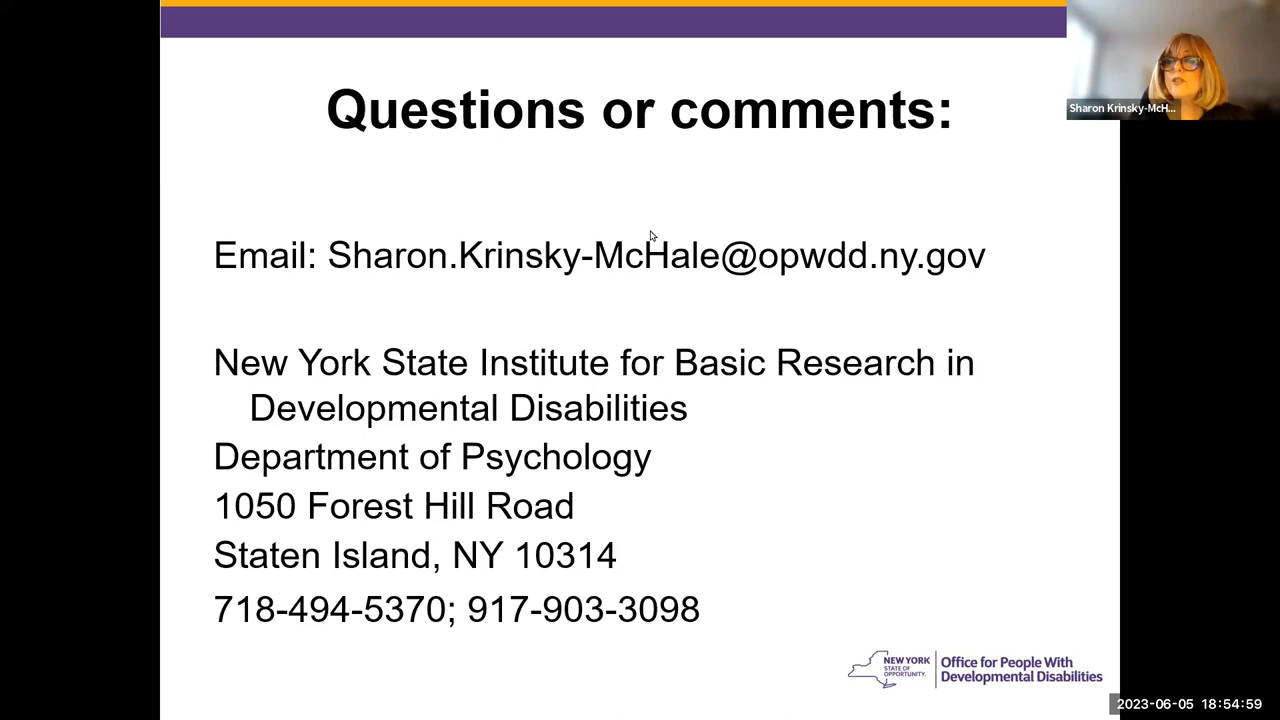 Questions or comments:
Sharon Krinsky-McH...
Email: Sharon.Krinsky-McHale@opwdd.ny.gov
New York State Institute for Basic Research in
Developmental Disabilities
Department of Psychology
1050 Forest Hill Road
Staten Island, NY 10314
718-494-5370; 917-903-3098
NEW YORK
STATE OF
OPPORTUNITY.
Office for People With
Developmental Disabilities
2023-06-05 18:54:59